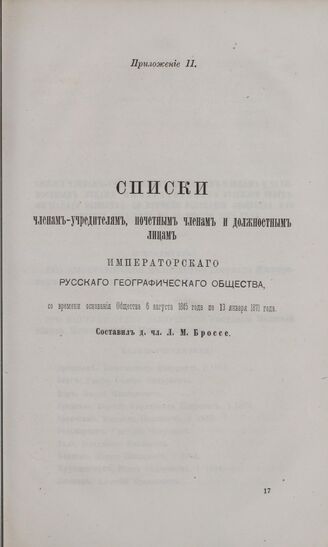 Приложеніе II.
СПИСКИ
членамъ-учредителямъ, почетнымъ членамъ и должностнымъ
лицамъ
ИМПЕРАТОРСКАГО
РУССКАГО ГЕОГРАФИЧЕСКАГО ОБЩЕСТВА,
со времени основанія Общества 6 августа 1845 года по 13 января 1871 года.
Составилъ д. чл. Л. М. Броссе.
17